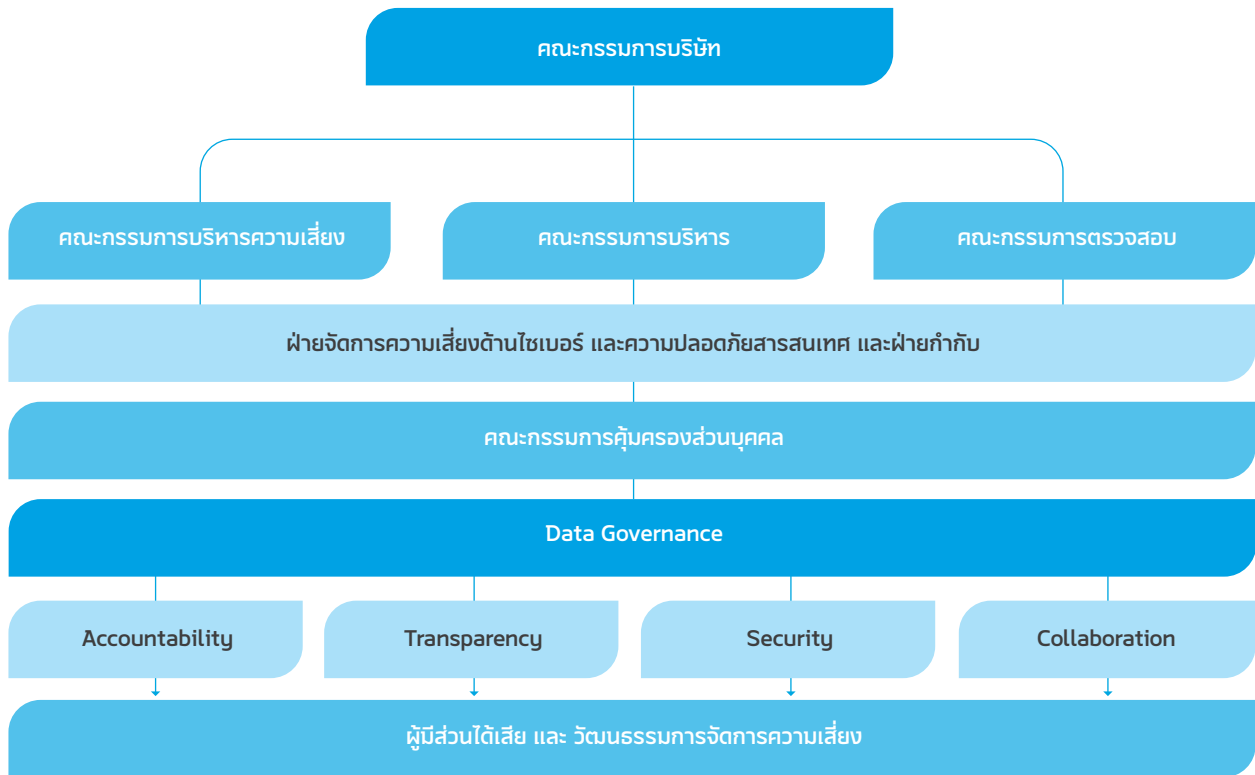 คณะกรรมการบริษัท
คณะกรรมการบริหารความเสี่ยง
คณะกรรมการบริหาร
คณะกรรมการตรวจสอบ
ฝ่ายจัดการความเสี่ยงด้านไซเบอร์ และความปลอดภัยสารสนเทศ และฝ่ายกำกับ
คณะกรรมการคุ้มครองส่วนบุคคล
Data Governance
Accountability
Transparency
Security
Collaboration
ผู้มีส่วนได้เสีย และ วัฒนธรรมการจัดการความเสี่ยง